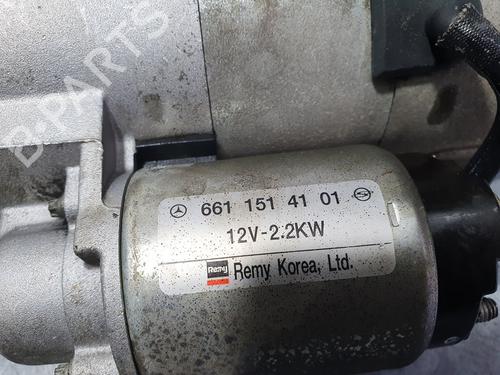 B-PARTS
661 151 41 01
12V-2.2KW
Remy Remy Korea, Ltd.